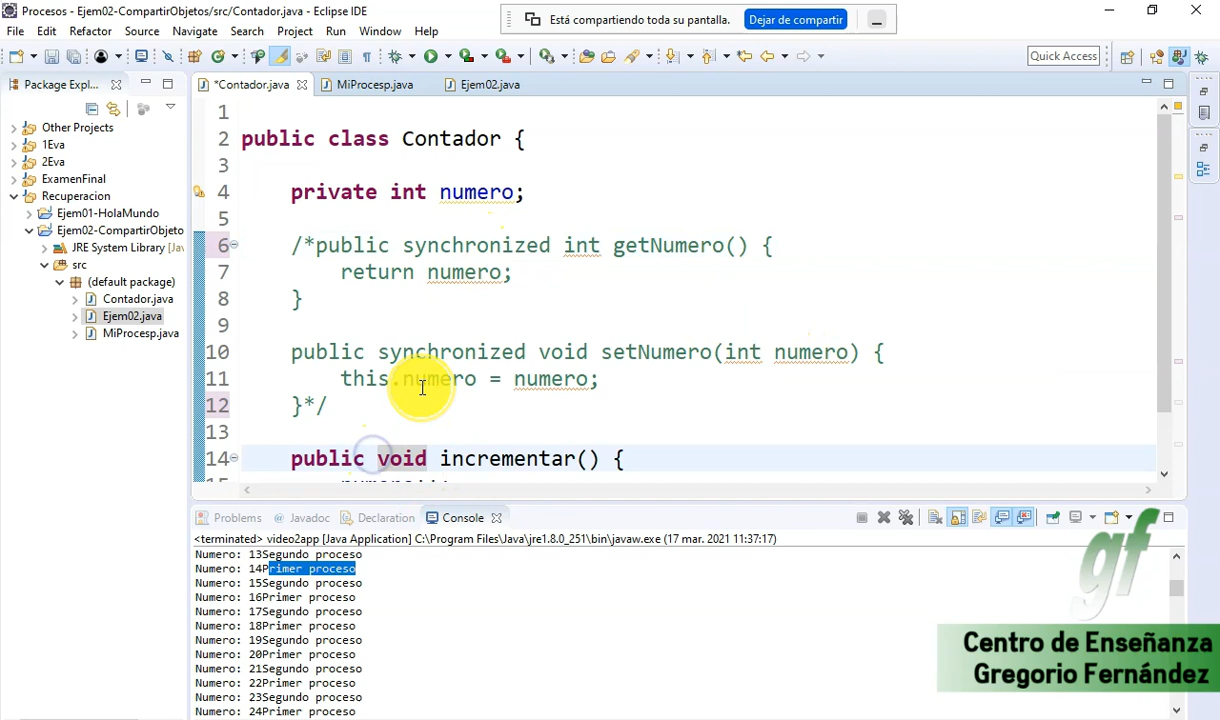 Procesos - Ejem02-CompartirObjetos/src/Contador.java - Eclipse IDE
Está compartiendo toda su pantalla. Dejar de compartir
File Edit Refactor Source Navigate Search Project Run Window Help
Quick Access
Package Expl...
*Contador.java MiProcesp.java Ejem02.java
Other Projects
1Eva
2Eva
ExamenFinal
Recuperacion
Ejem01-HolaMundo
Ejem02-CompartirObjeto
JRE System Library [Jav
src
(default package)
Contador.java
Ejem02.java
MiProcesp.java
1
2 public class Contador {
3
4 private int numero;
5
6 /*public synchronized int getNumero() {
7 return numero;
8 }
9
10 public synchronized void setNumero(int numero) {
11 this.numero = numero;
12 }*/
13
14 public void incrementar() {
Problems @ Javadoc Declaration Console
<terminated> video2app [Java Application] C:\Program Files\Java\jre1.8.0_251\bin\javaw.exe (17 mar. 2021 11:37:17)
Numero: 13Segundo proceso
Numero: 14Primer proceso
Numero: 15Segundo proceso
Numero: 16Primer proceso
Numero: 17Segundo proceso
Numero: 18Primer proceso
Numero: 19Segundo proceso
Numero: 20Primer proceso
Numero: 21Segundo proceso
Numero: 22Primer proceso
Numero: 23Segundo proceso
Numero: 24Primer proceso
gf
Centro de Enseñanza
Gregorio Fernández